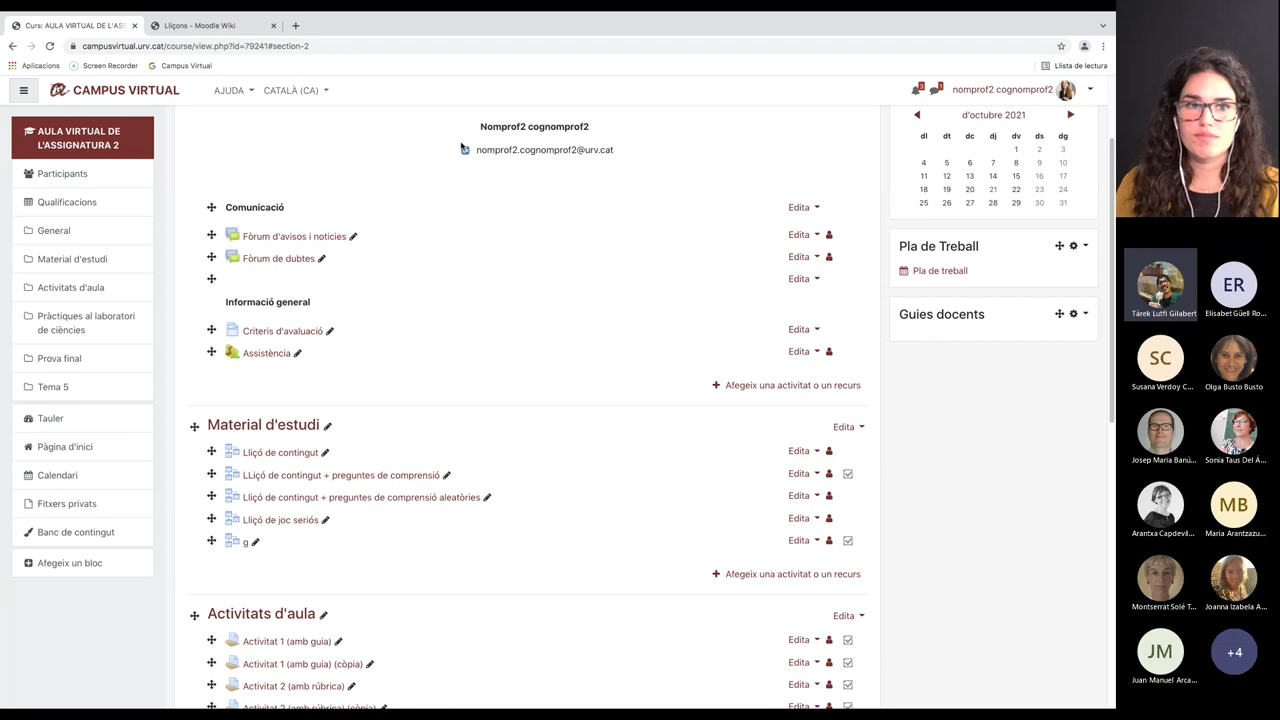 Curs: AULA VIRTUAL DE L'ASS
Lliçons - Moodle Wiki
campusvirtual.urv.cat/course/view.php?id=79241#section-2
Aplicacions
Screen Recorder
Campus Virtual
Llista de lectura
CAMPUS VIRTUAL
AJUDA
CATALÀ (CA)
3
1
nomprof2 cognomprof2
AULA VIRTUAL DE L'ASSIGNATURA 2
Participants
Qualificacions
General
Material d'estudi
Activitats d'aula
Pràctiques al laboratori
de ciències
Prova final
Tema 5
Tauler
Pàgina d'inici
Calendari
Fitxers privats
Banc de contingut
Afegeix un bloc
Nomprof2 cognomprof2
nomprof2.cognomprof2@urv.cat
Comunicació
Edita
Fòrum d'avisos i noticies
Edita
Fòrum de dubtes
Edita
Edita
Informació general
Criteris d'avaluació
Edita
Assistència
Edita
Afegeix una activitat o un recurs
Material d'estudi
Edita
Lliçó de contingut
Edita
LLiçó de contingut + preguntes de comprensió
Edita
Lliçó de contingut + preguntes de comprensió aleatòries
Edita
Lliçó de joc seriós
Edita
g
Edita
Afegeix una activitat o un recurs
Activitats d'aula
Edita
Activitat 1 (amb guia)
Edita
Activitat 1 (amb guia) (còpia)
Edita
Activitat 2 (amb rúbrica)
Edita
Activitat 2 (amb rúbrica) (còpia)
Edita
d'octubre 2021
dl dt dc dj dv ds dg
1 2 3
4 5 6 7 8 9 10
11 12 13 14 15 16 17
18 19 20 21 22 23 24
25 26 27 28 29 30 31
Pla de Treball
Pla de treball
Guies docents
Tárek Lutfi Gilabert
ER
Elisabet Güell Ro...
SC
Susana Verdoy C...
Olga Busto Busto
Josep Maria Banú...
Sonia Taus Del Á...
Arantxa Capdevil...
MB
Maria Arantzazu...
Montserrat Solé T...
Joanna Izabela A...
JM
Juan Manuel Arca...
+4